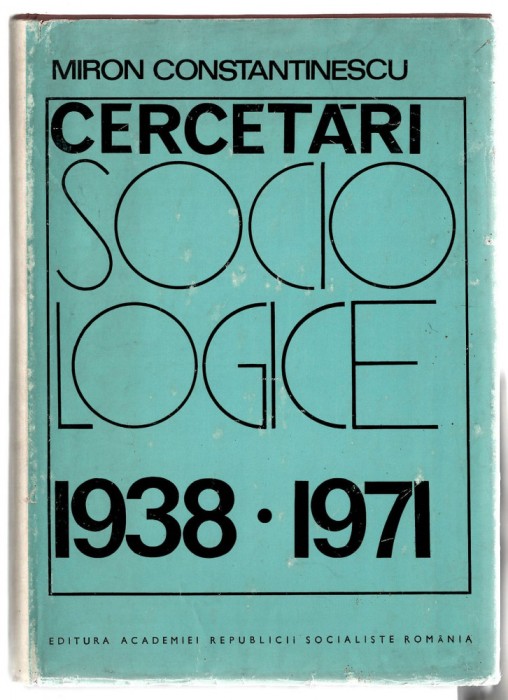 MIRON CONSTANTINESCU
CERCETĂRI
SOCIO
LOGICE
1938 • 1971
EDITURA ACADEMIEI REPUBLICII SOCIALISTE ROMÂNIA